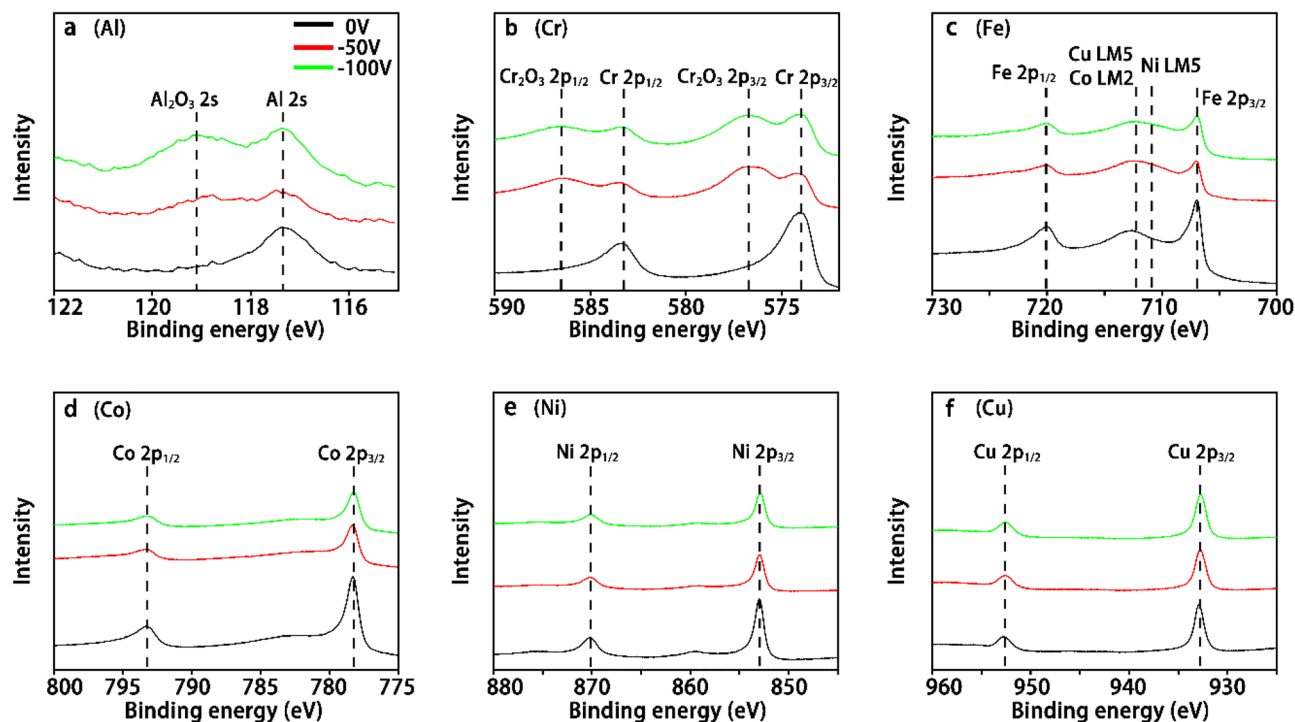 a (Al)
0V
-50V
-100V
Al₂O₃ 2s
Al 2s
Intensity
122
120
118
116
Binding energy (eV)
b (Cr)
Cr₂O₃ 2p₁/₂
Cr 2p₁/₂
Cr₂O₃ 2p₃/₂
Cr 2p₃/₂
Intensity
590
585
580
575
Binding energy (eV)
c (Fe)
Cu LM5
Co LM2
Ni LM5
Fe 2p₁/₂
Fe 2p₃/₂
Intensity
730
720
710
700
Binding energy (eV)
d (Co)
Co 2p₁/₂
Co 2p₃/₂
Intensity
800
795
790
785
780
775
Binding energy (eV)
e (Ni)
Ni 2p₁/₂
Ni 2p₃/₂
Intensity
880
870
860
850
Binding energy (eV)
f (Cu)
Cu 2p₁/₂
Cu 2p₃/₂
Intensity
960
950
940
930
Binding energy (eV)